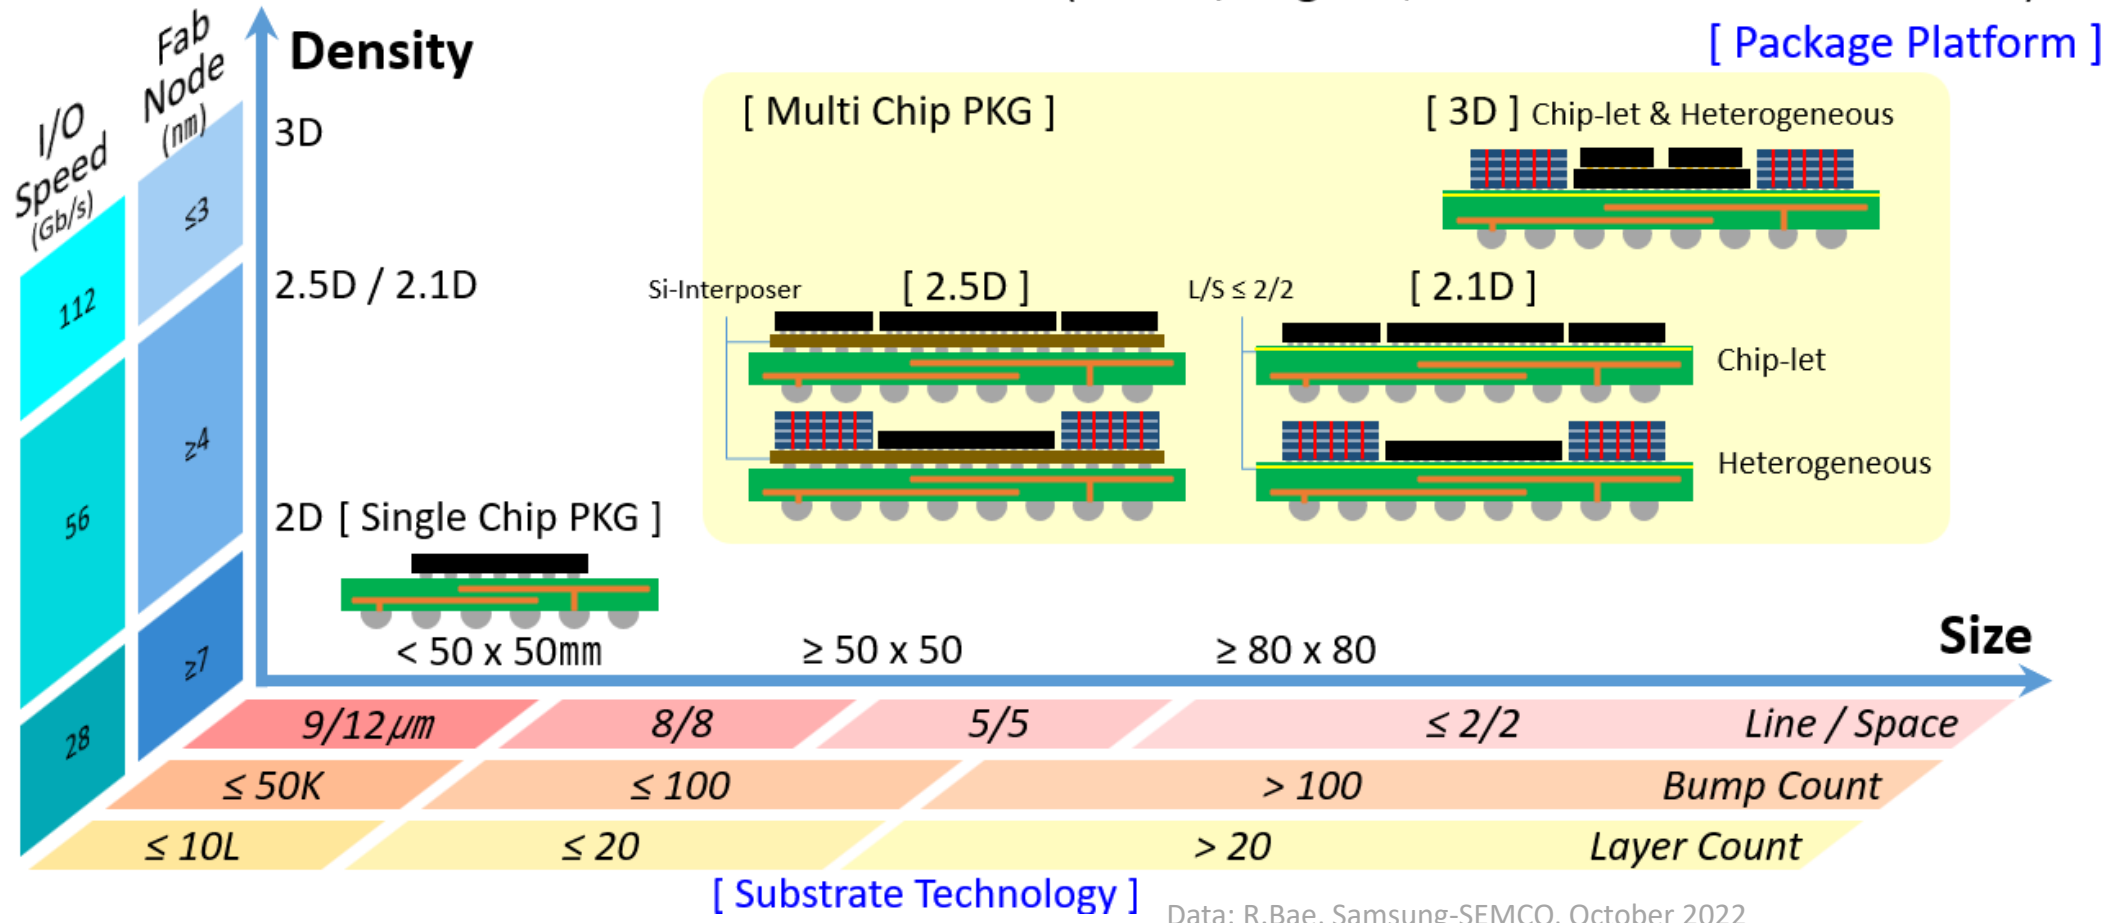 [ Package Platform ]
Density
Fab
Node
(nm)
I/O
Speed
(Gb/s)
[ Multi Chip PKG ]
[ 3D ] Chip-let & Heterogeneous
3D
≤3
2.5D / 2.1D
Si-Interposer
[ 2.5D ]
L/S ≤ 2/2
[ 2.1D ]
112
Chip-let
≥4
Heterogeneous
56
2D [ Single Chip PKG ]
< 50 x 50mm
≥ 50 x 50
≥ 80 x 80
Size
≥7
28
9/12㎛ 8/8 5/5 ≤ 2/2 Line / Space
≤ 50K ≤ 100 > 100 Bump Count
≤ 10L ≤ 20 > 20 Layer Count
[ Substrate Technology ]
Data: R.Bae, Samsung-SEMCO, October 2022